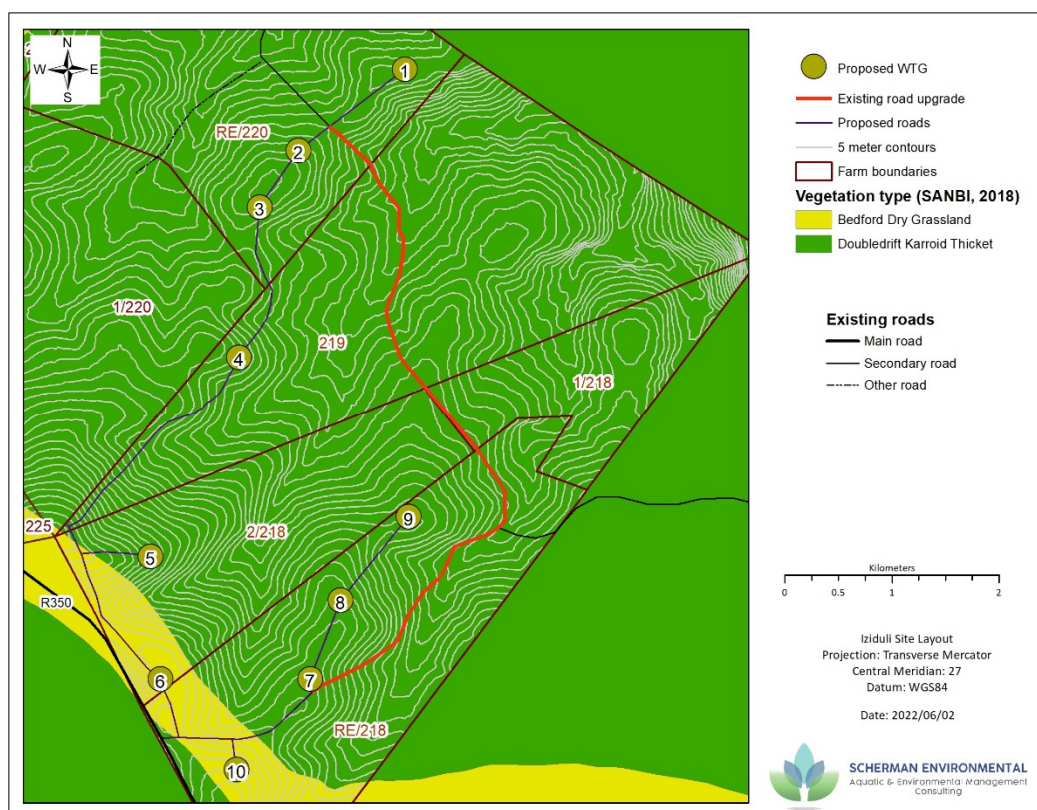 N
W E
S
2
1
RE/220
2
3
1/220
4
219
1/218
225
2/218
9
5
R350
8
6
7
RE/218
10
Proposed WTG
Existing road upgrade
Proposed roads
5 meter contours
Farm boundaries
Vegetation type (SANBI, 2018)
Bedford Dry Grassland
Doubledrift Karroid Thicket
Existing roads
Main road
Secondary road
Other road
Kilometers
0 0.5 1 2
Iziduli Site Layout
Projection: Transverse Mercator
Central Meridian: 27
Datum: WGS84
Date: 2022/06/02
SCHERMAN ENVIRONMENTAL
Aquatic & Environmental Management
Consulting